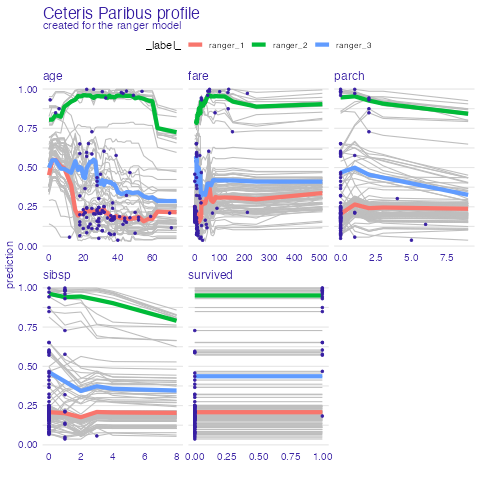 Ceteris Paribus profile
created for the ranger model
_label_ ranger_1 ranger_2 ranger_3
age fare parch
1.00
0.75
0.50
0.25
0.00
0 20 40 60 0 100 200 300 400 500 0.0 2.5 5.0 7.5
prediction
sibsp survived
1.00
0.75
0.50
0.25
0.00
0 2 4 6 8 0.00 0.25 0.50 0.75 1.00